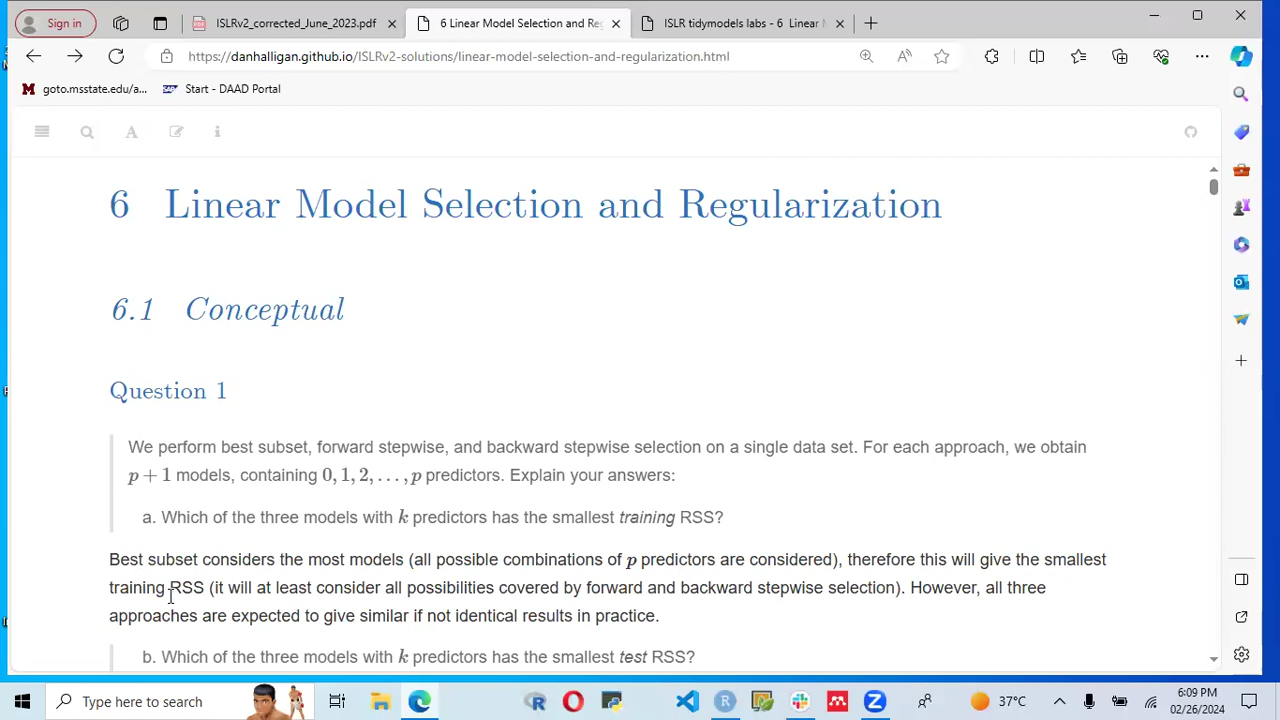 Sign in
ISLRv2_corrected_June_2023.pdf
6 Linear Model Selection and Re
ISLR tidymodels labs - 6 Linear M
https://danhalligan.github.io/ISLRv2-solutions/linear-model-selection-and-regularization.html
goto.msstate.edu/a...
Start - DAAD Portal
6 Linear Model Selection and Regularization
6.1 Conceptual
Question 1
We perform best subset, forward stepwise, and backward stepwise selection on a single data set. For each approach, we obtain
p + 1 models, containing 0, 1, 2, . . . , p predictors. Explain your answers:
a. Which of the three models with k predictors has the smallest training RSS?
Best subset considers the most models (all possible combinations of p predictors are considered), therefore this will give the smallest
training RSS (it will at least consider all possibilities covered by forward and backward stepwise selection). However, all three
approaches are expected to give similar if not identical results in practice.
b. Which of the three models with k predictors has the smallest test RSS?
Type here to search
37°C
6:09 PM
02/26/2024